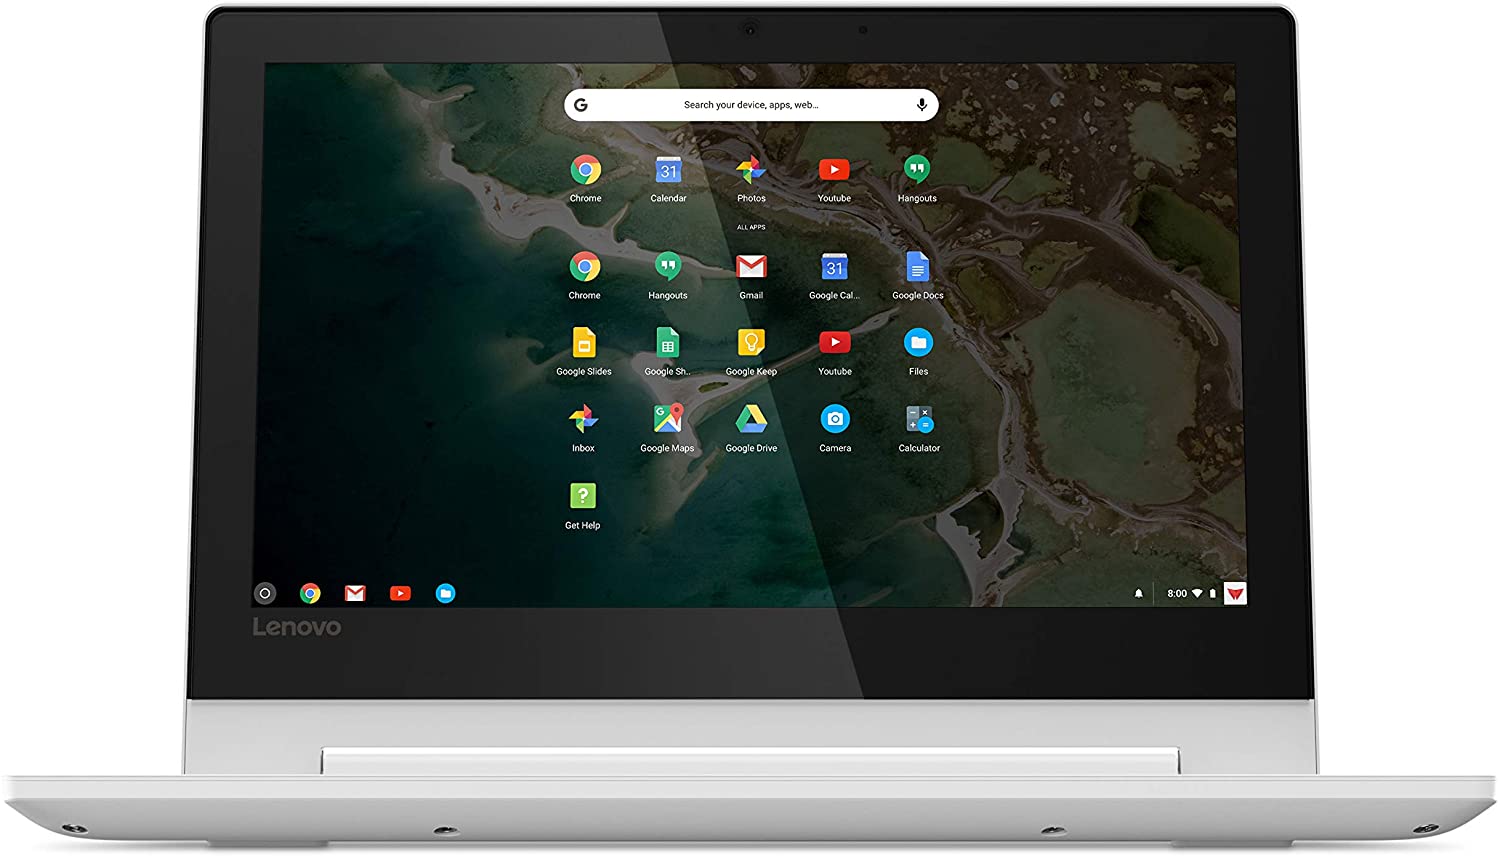 Search your device, apps, web...
31
Chrome
Calendar
Photos
Youtube
Hangouts
ALL APPS
31
Chrome
Hangouts
Gmail
Google Cal...
Google Docs
Google Slides
Google Sh..
Google Keep
Youtube
Files
Inbox
Google Maps
Google Drive
Camera
Calculator
?
Get Help
8:00
Lenovo